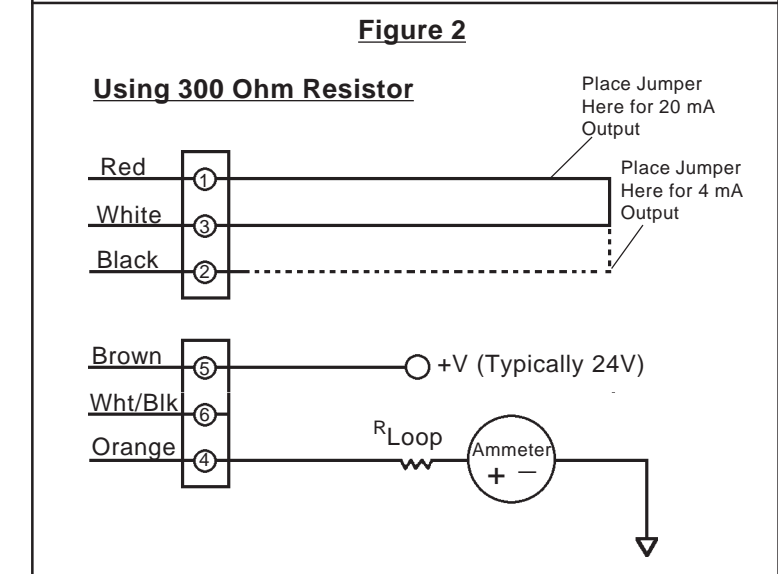 Figure 2
Using 300 Ohm Resistor
Place Jumper
Here for 20 mA
Output
Place Jumper
Here for 4 mA
Output
Red 1
White 3
Black 2
Brown 5 +V (Typically 24V)
Wht/Blk 6
Orange 4
RLoop
Ammeter
+ –